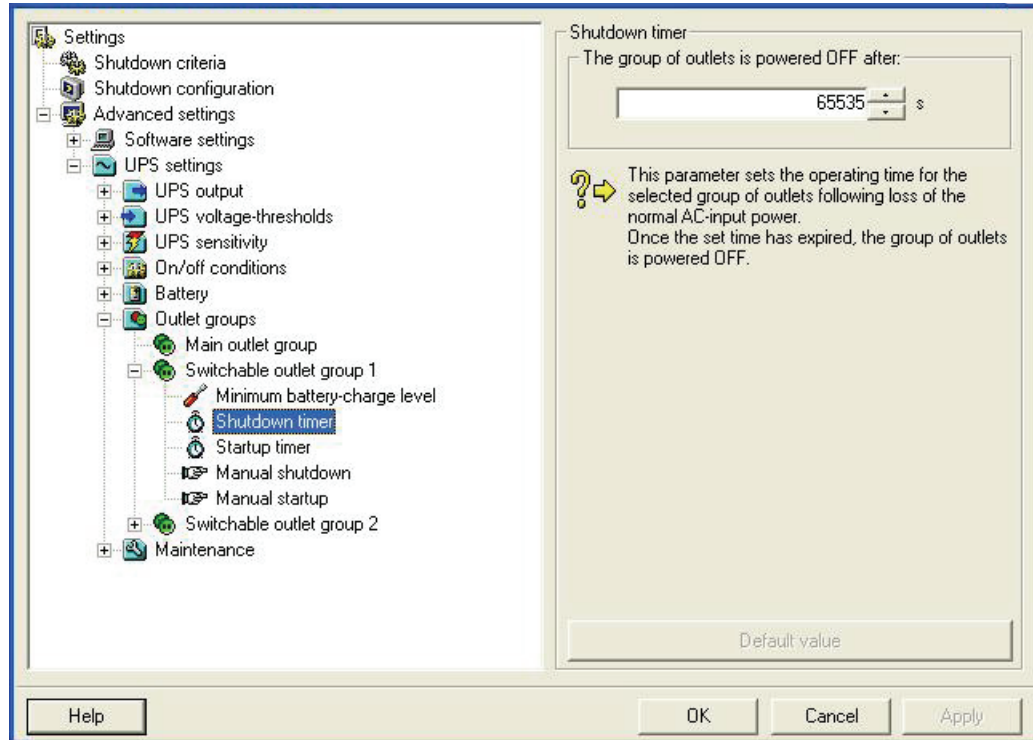 Settings
Shutdown criteria
Shutdown configuration
Advanced settings
Software settings
UPS settings
UPS output
UPS voltage-thresholds
UPS sensitivity
On/off conditions
Battery
Outlet groups
Main outlet group
Switchable outlet group 1
Minimum battery-charge level
Shutdown timer
Startup timer
Manual shutdown
Manual startup
Switchable outlet group 2
Maintenance
Shutdown timer
The group of outlets is powered OFF after:
65535 s
This parameter sets the operating time for the
selected group of outlets following loss of the
normal AC-input power.
Once the set time has expired, the group of outlets
is powered OFF.
Default value
Help
OK
Cancel
Apply